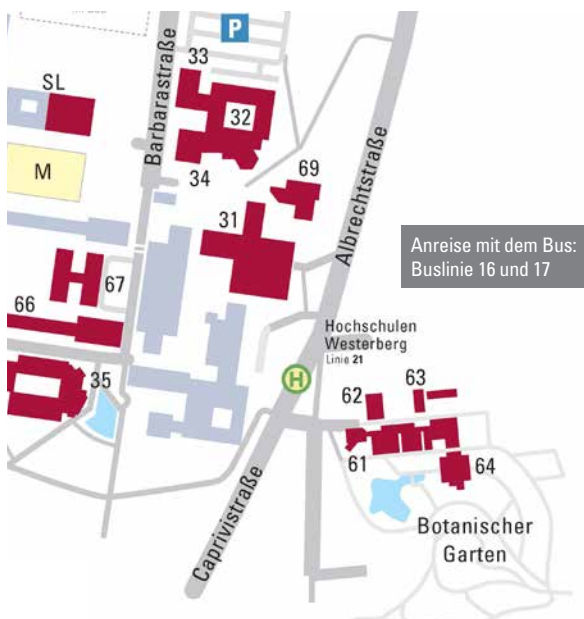 P
33
SL
32
Barbarastraße
M
34
69
Albrechtstraße
31
Anreise mit dem Bus:
Buslinie 16 und 17
67
66
Hochschulen
Westerberg
Linie 21
H
35
62
63
61
64
Caprivistraße
Botanischer
Garten